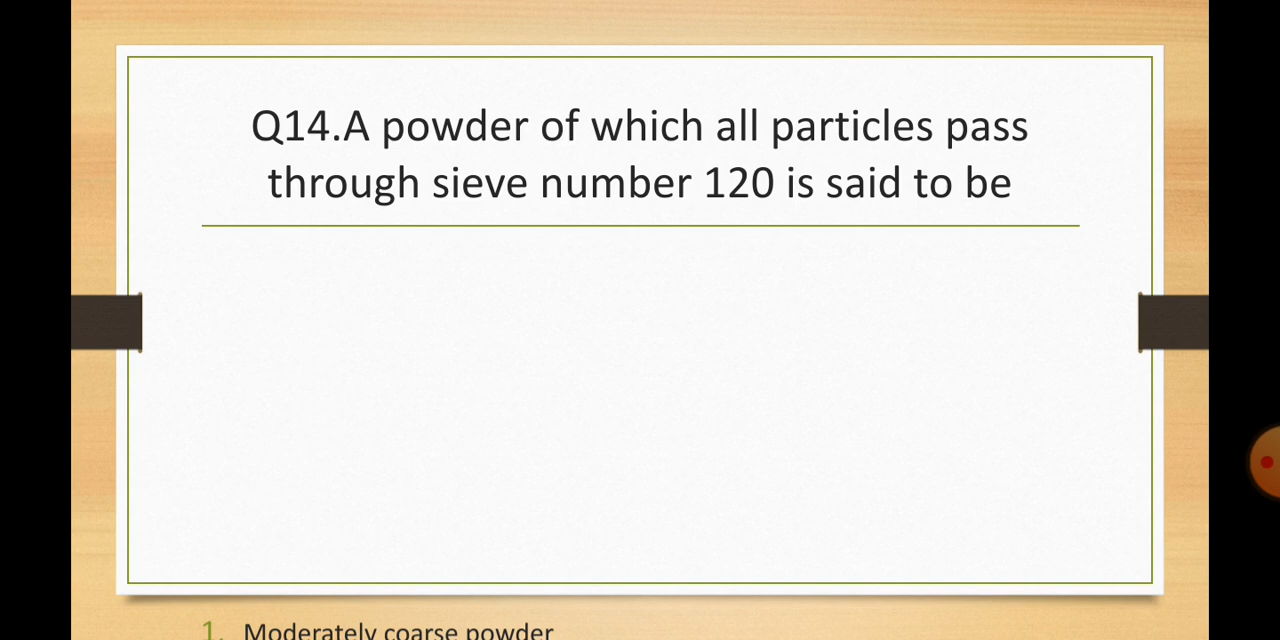 Q14.A powder of which all particles pass
through sieve number 120 is said to be
1. Moderately coarse powder